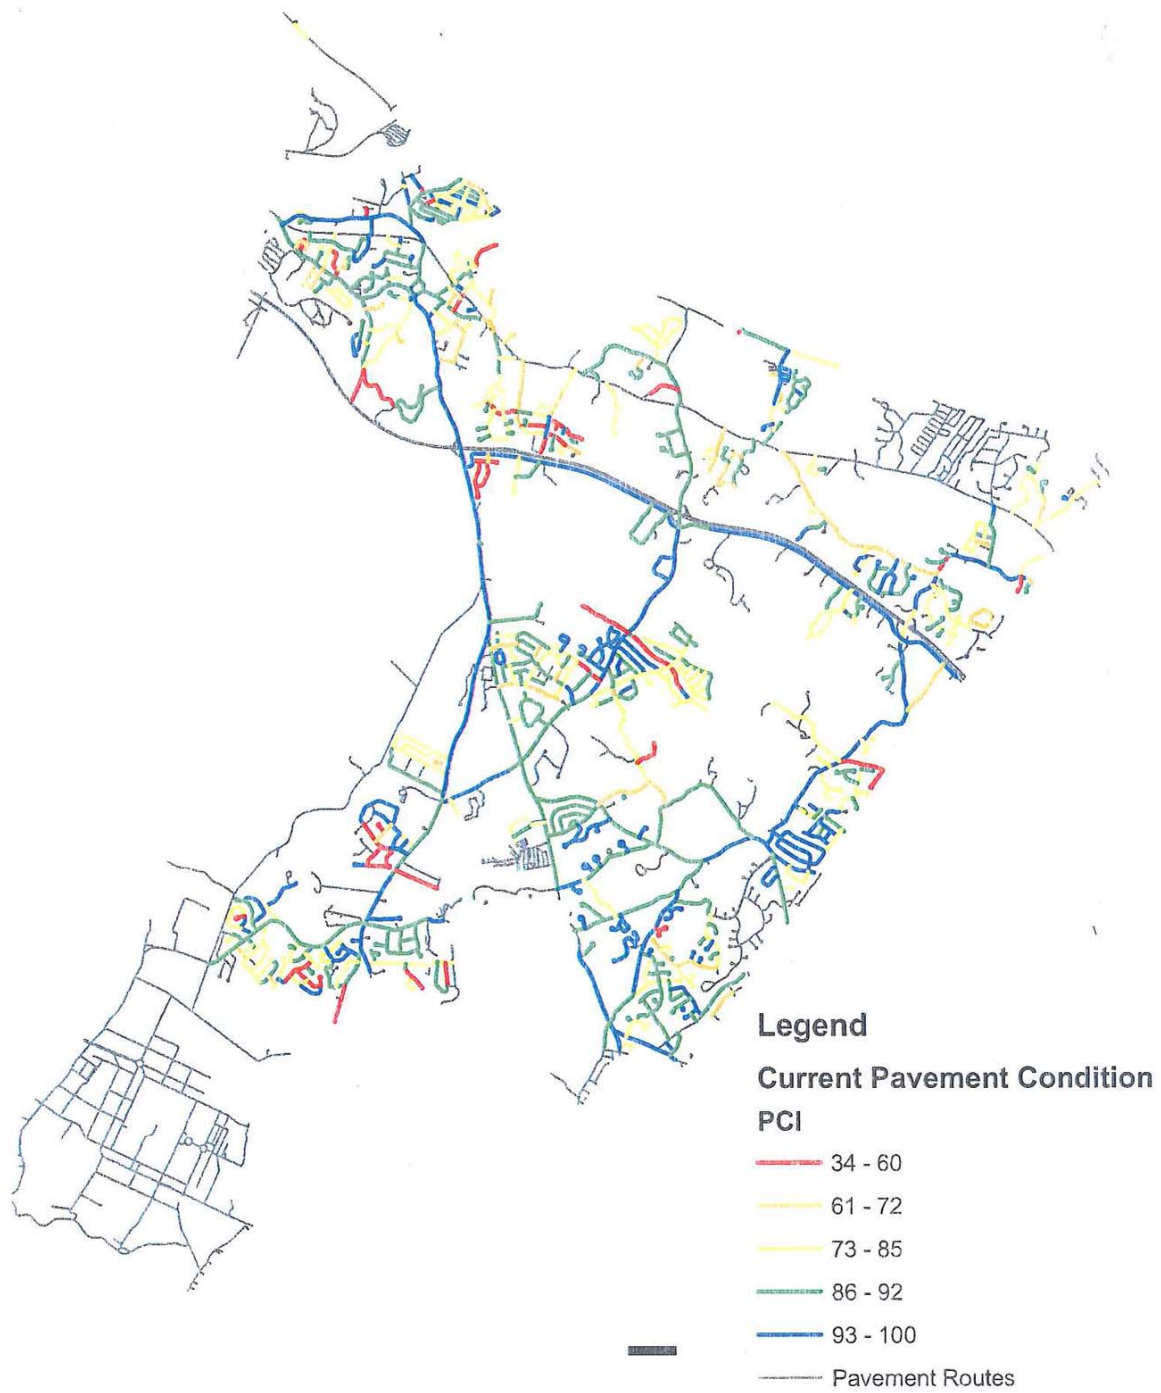 Legend
Current Pavement Condition
PCI
34 - 60
61 - 72
73 - 85
86 - 92
93 - 100
Pavement Routes